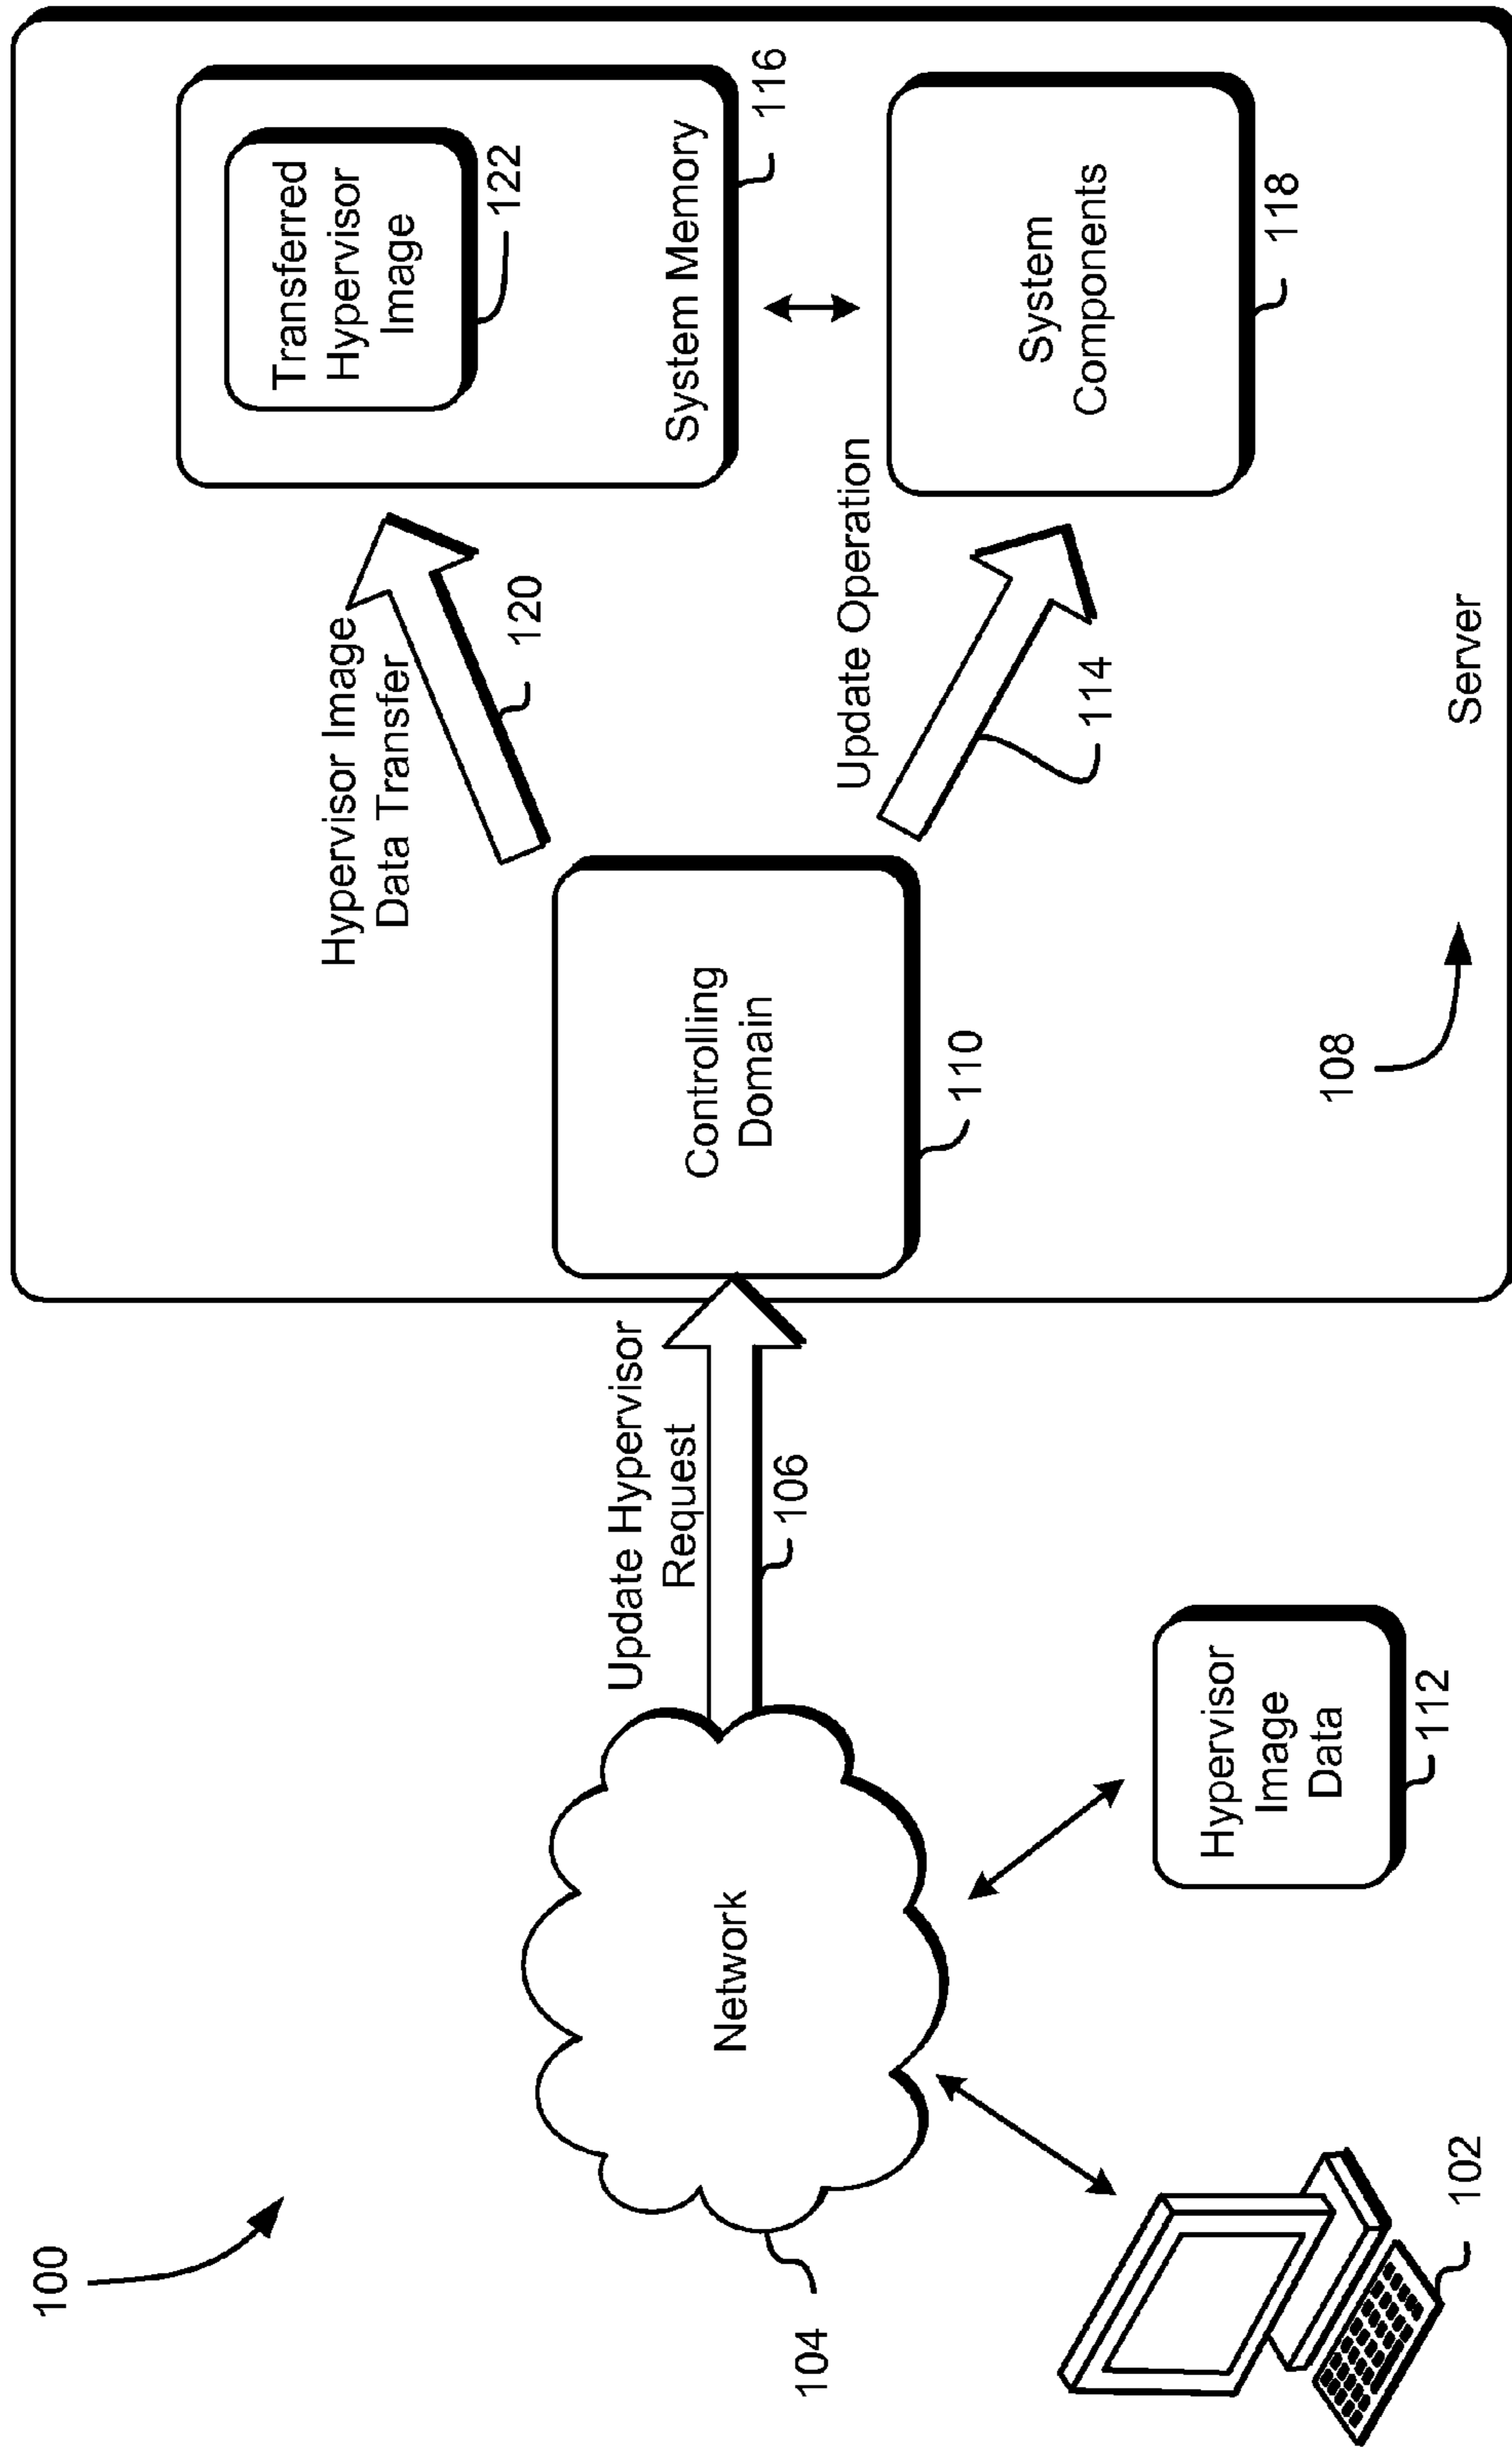 100
102
104
Network
Hypervisor
Image
Data
112
Update Hypervisor
Request
106
Controlling
Domain
110
Hypervisor Image
Data Transfer
120
Update Operation
114
Transferred
Hypervisor
Image
122
System Memory
116
System
Components
118
108
Server